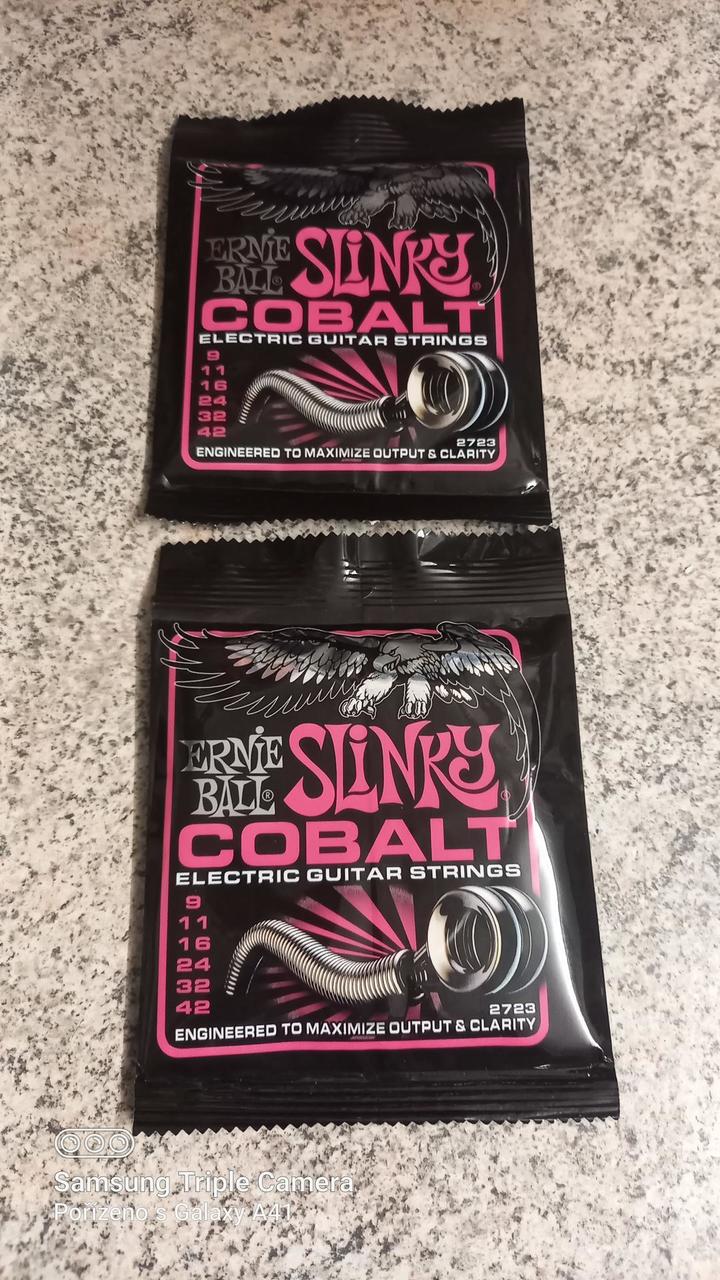 ERNIE BALL® SLINKY®
COBALT
ELECTRIC GUITAR STRINGS
9
11
16
24
32
42
2723
ENGINEERED TO MAXIMIZE OUTPUT & CLARITY
ERNIE BALL® SLINKY®
COBALT
ELECTRIC GUITAR STRINGS
9
11
16
24
32
42
2723
ENGINEERED TO MAXIMIZE OUTPUT & CLARITY
Samsung Triple Camera
Pořízeno s Galaxy A41